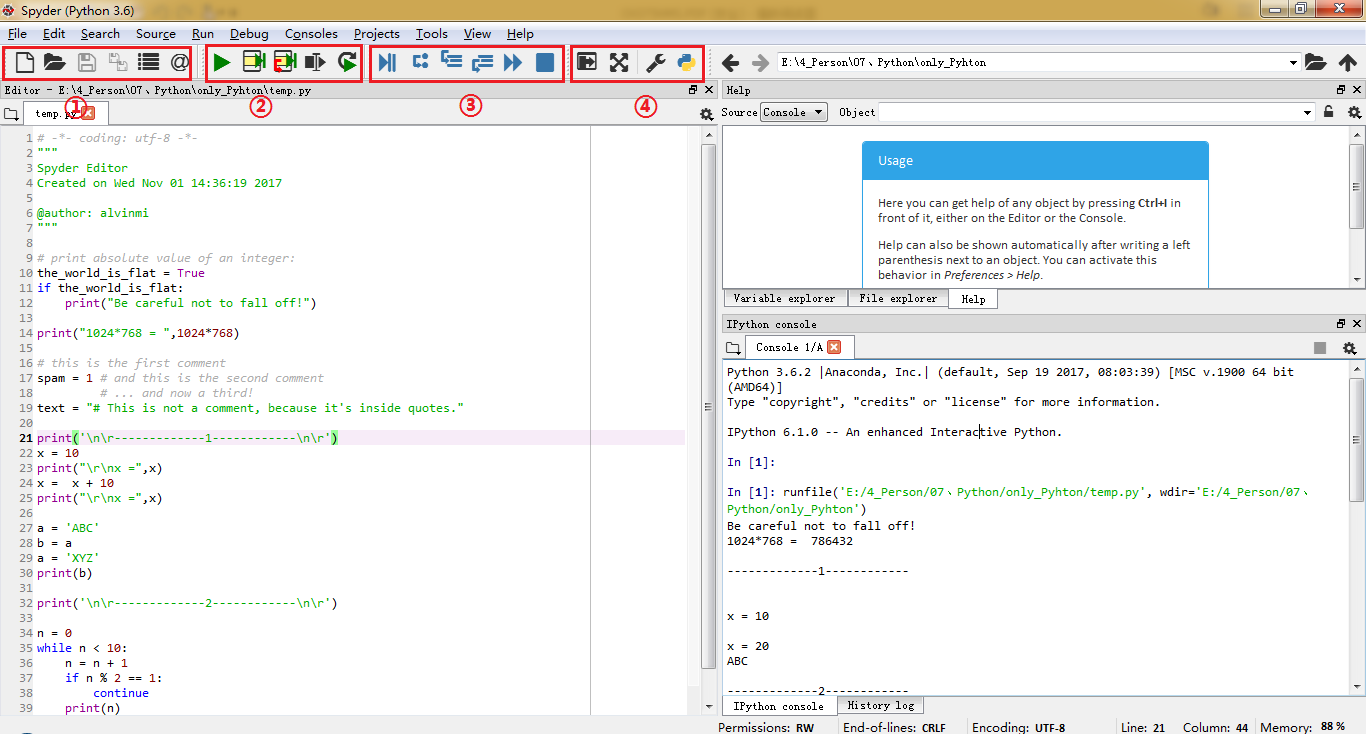 Spyder (Python 3.6)
File Edit Search Source Run Debug Consoles Projects Tools View Help
@
E:\4_Person\07、Python\only_Pyhton
① ② ③ ④
Editor - E:\4_Person\07、Python\only_Pyhton\temp.py
temp.py
1 # -*- coding: utf-8 -*-
2 """
3 Spyder Editor
4 Created on Wed Nov 01 14:36:19 2017
5
6 @author: alvinmi
7 """
8
9 # print absolute value of an integer:
10 the_world_is_flat = True
11 if the_world_is_flat:
12     print("Be careful not to fall off!")
13
14 print("1024*768 = ",1024*768)
15
16 # this is the first comment
17 spam = 1 # and this is the second comment
18          # ... and now a third!
19 text = "# This is not a comment, because it's inside quotes."
20
21 print('\n\r-------------1------------\n\r')
22 x = 10
23 print("\r\nx =",x)
24 x =  x + 10
25 print("\r\nx =",x)
26
27 a = 'ABC'
28 b = a
29 a = 'XYZ'
30 print(b)
31
32 print('\n\r-------------2------------\n\r')
33
34 n = 0
35 while n < 10:
36     n = n + 1
37     if n % 2 == 1:
38         continue
39     print(n)
Help
Source Console Object
Usage
Here you can get help of any object by pressing Ctrl+I in
front of it, either on the Editor or the Console.
Help can also be shown automatically after writing a left
parenthesis next to an object. You can activate this
behavior in Preferences > Help.
Variable explorer File explorer Help
IPython console
Console 1/A
Python 3.6.2 |Anaconda, Inc.| (default, Sep 19 2017, 08:03:39) [MSC v.1900 64 bit
(AMD64)]
Type "copyright", "credits" or "license" for more information.
IPython 6.1.0 -- An enhanced Interactive Python.
In [1]:
In [1]: runfile('E:/4_Person/07、Python/only_Pyhton/temp.py', wdir='E:/4_Person/07、
Python/only_Pyhton')
Be careful not to fall off!
1024*768 =  786432
-------------1------------
x = 10
x = 20
ABC
-------------2------------
IPython console History log
Permissions: RW End-of-lines: CRLF Encoding: UTF-8 Line: 21 Column: 44 Memory: 88 %